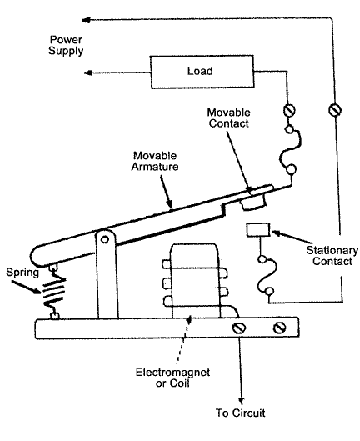 Power
Supply
Load
Movable
Contact
Movable
Armature
Stationary
Contact
Spring
Electromagnet
or Coil
To Circuit